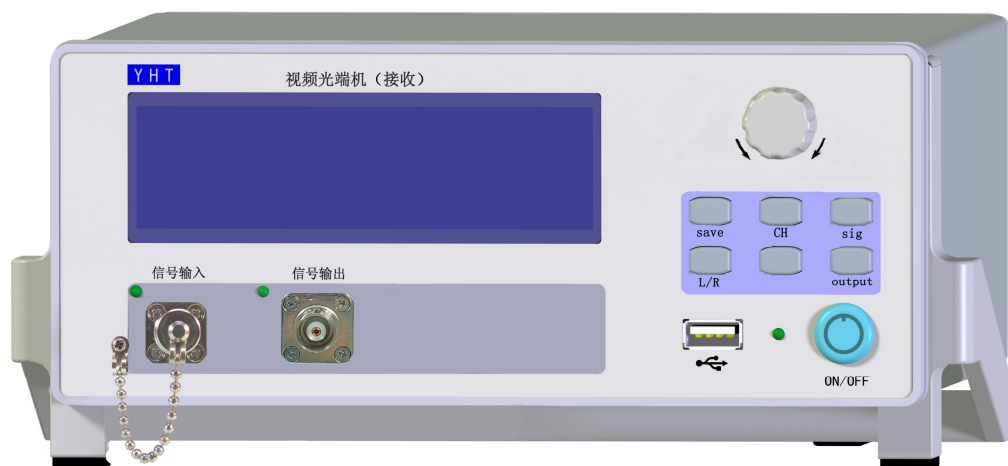 YHT
视频光端机（接收）
save CH sig
L/R output
信号输入 信号输出
ON/OFF